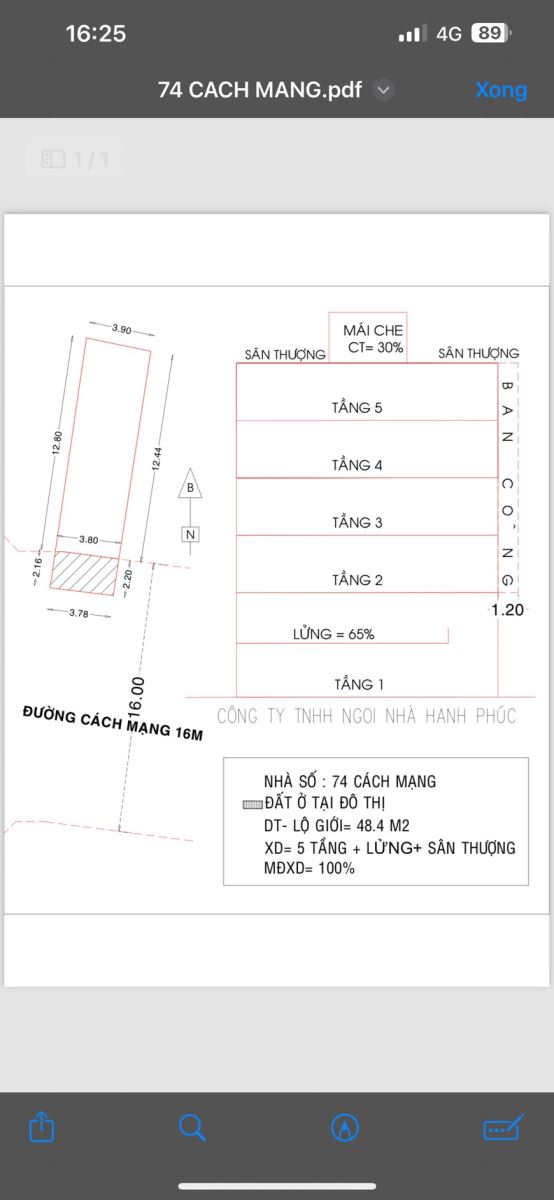 16:25
4G 89
74 CACH MANG.pdf
Xong
1/1
3.90
12.80
12.44
3.80
2.16
2.20
3.78
16.00
B
N
ĐƯỜNG CÁCH MẠNG 16M
MÁI CHE
CT= 30%
SÂN THƯỢNG
SÂN THƯỢNG
TẦNG 5
TẦNG 4
TẦNG 3
TẦNG 2
LỬNG = 65%
TẦNG 1
BAN CÔNG
1.20
CÔNG TY TNHH NGOI NHÀ HANH PHÚC
NHÀ SỐ : 74 CÁCH MẠNG
ĐẤT Ở TẠI ĐÔ THỊ
DT- LỘ GIỚI= 48.4 M2
XD= 5 TẦNG + LỬNG+ SÂN THƯỢNG
MĐXD= 100%